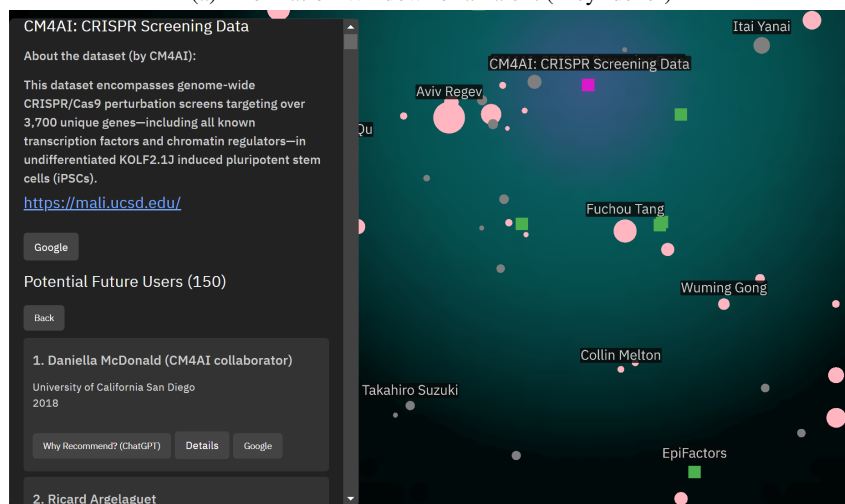 CM4AI: CRISPR Screening Data
About the dataset (by CM4AI):
This dataset encompasses genome-wide
CRISPR/Cas9 perturbation screens targeting over
3,700 unique genes—including all known
transcription factors and chromatin regulators—in
undifferentiated KOLF2.1J induced pluripotent stem
cells (iPSCs).
https://mali.ucsd.edu/
Google
Potential Future Users (150)
Back
1. Daniella McDonald (CM4AI collaborator)
University of California San Diego
2018
Why Recommend? (ChatGPT)
Details
Google
2. Ricard Argelaguet
Itai Yanai
CM4AI: CRISPR Screening Data
Aviv Regev
Qu
Fuchou Tang
Wuming Gong
Collin Melton
Takahiro Suzuki
EpiFactors